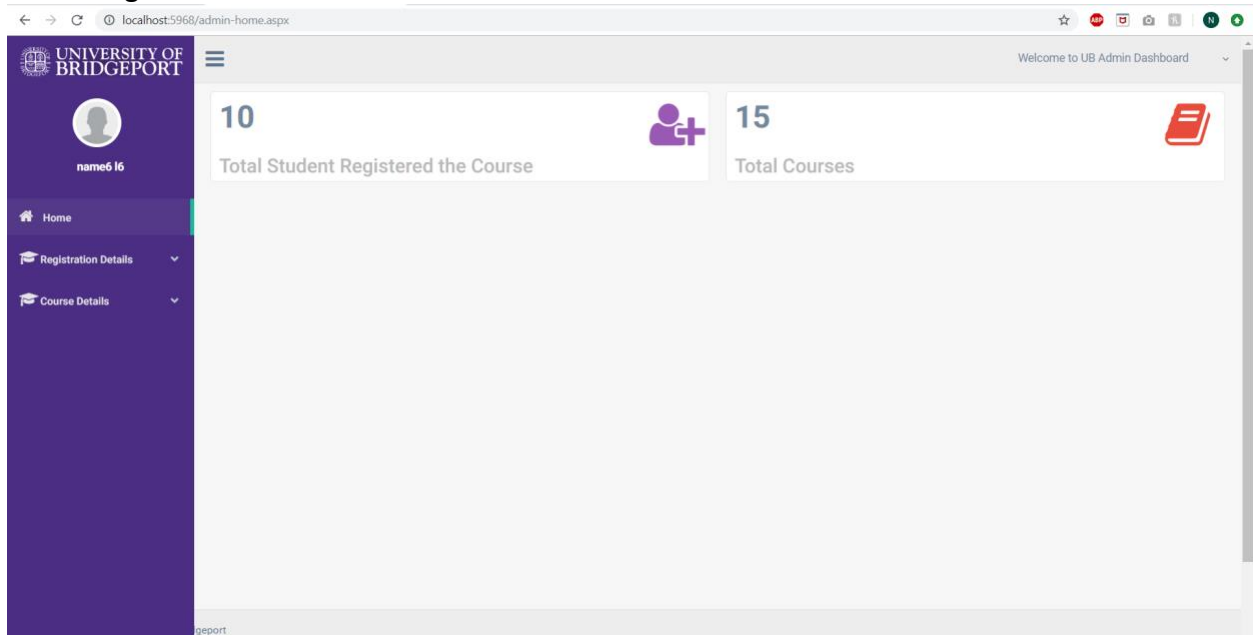 localhost:5968/admin-home.aspx
ABP
N
UNIVERSITY OF
BRIDGEPORT
Welcome to UB Admin Dashboard
name6 l6
10
Total Student Registered the Course
15
Total Courses
Home
Registration Details
Course Details
geport